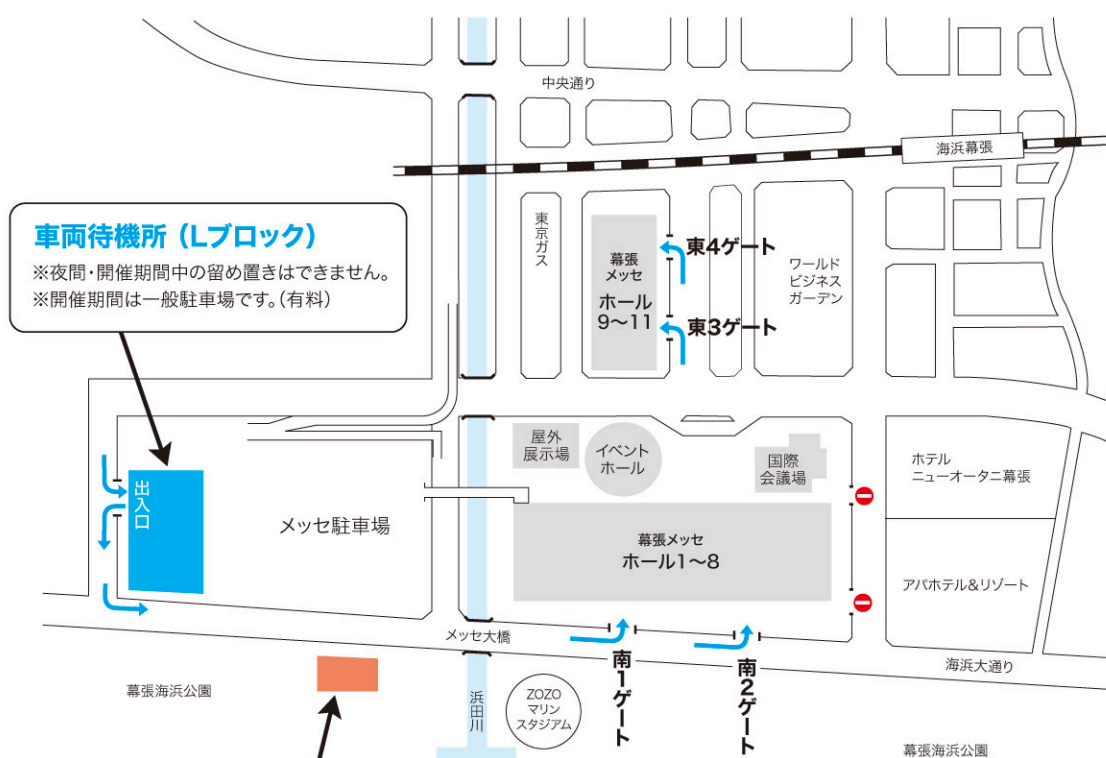 中央通り
海浜幕張
車両待機所（Lブロック）
※夜間・開催期間中の留め置きはできません。
※開催期間は一般駐車場です。（有料）
東京ガス
幕張
メッセ
ホール
9〜11
東4ゲート
東3ゲート
ワールド
ビジネス
ガーデン
屋外
展示場
イベント
ホール
国際
会議場
ホテル
ニューオータニ幕張
出入口
メッセ駐車場
幕張メッセ
ホール1〜8
アパホテル&リゾート
メッセ大橋
海浜大通り
南1ゲート
南2ゲート
幕張海浜公園
浜田川
ZOZO
マリン
スタジアム
幕張海浜公園